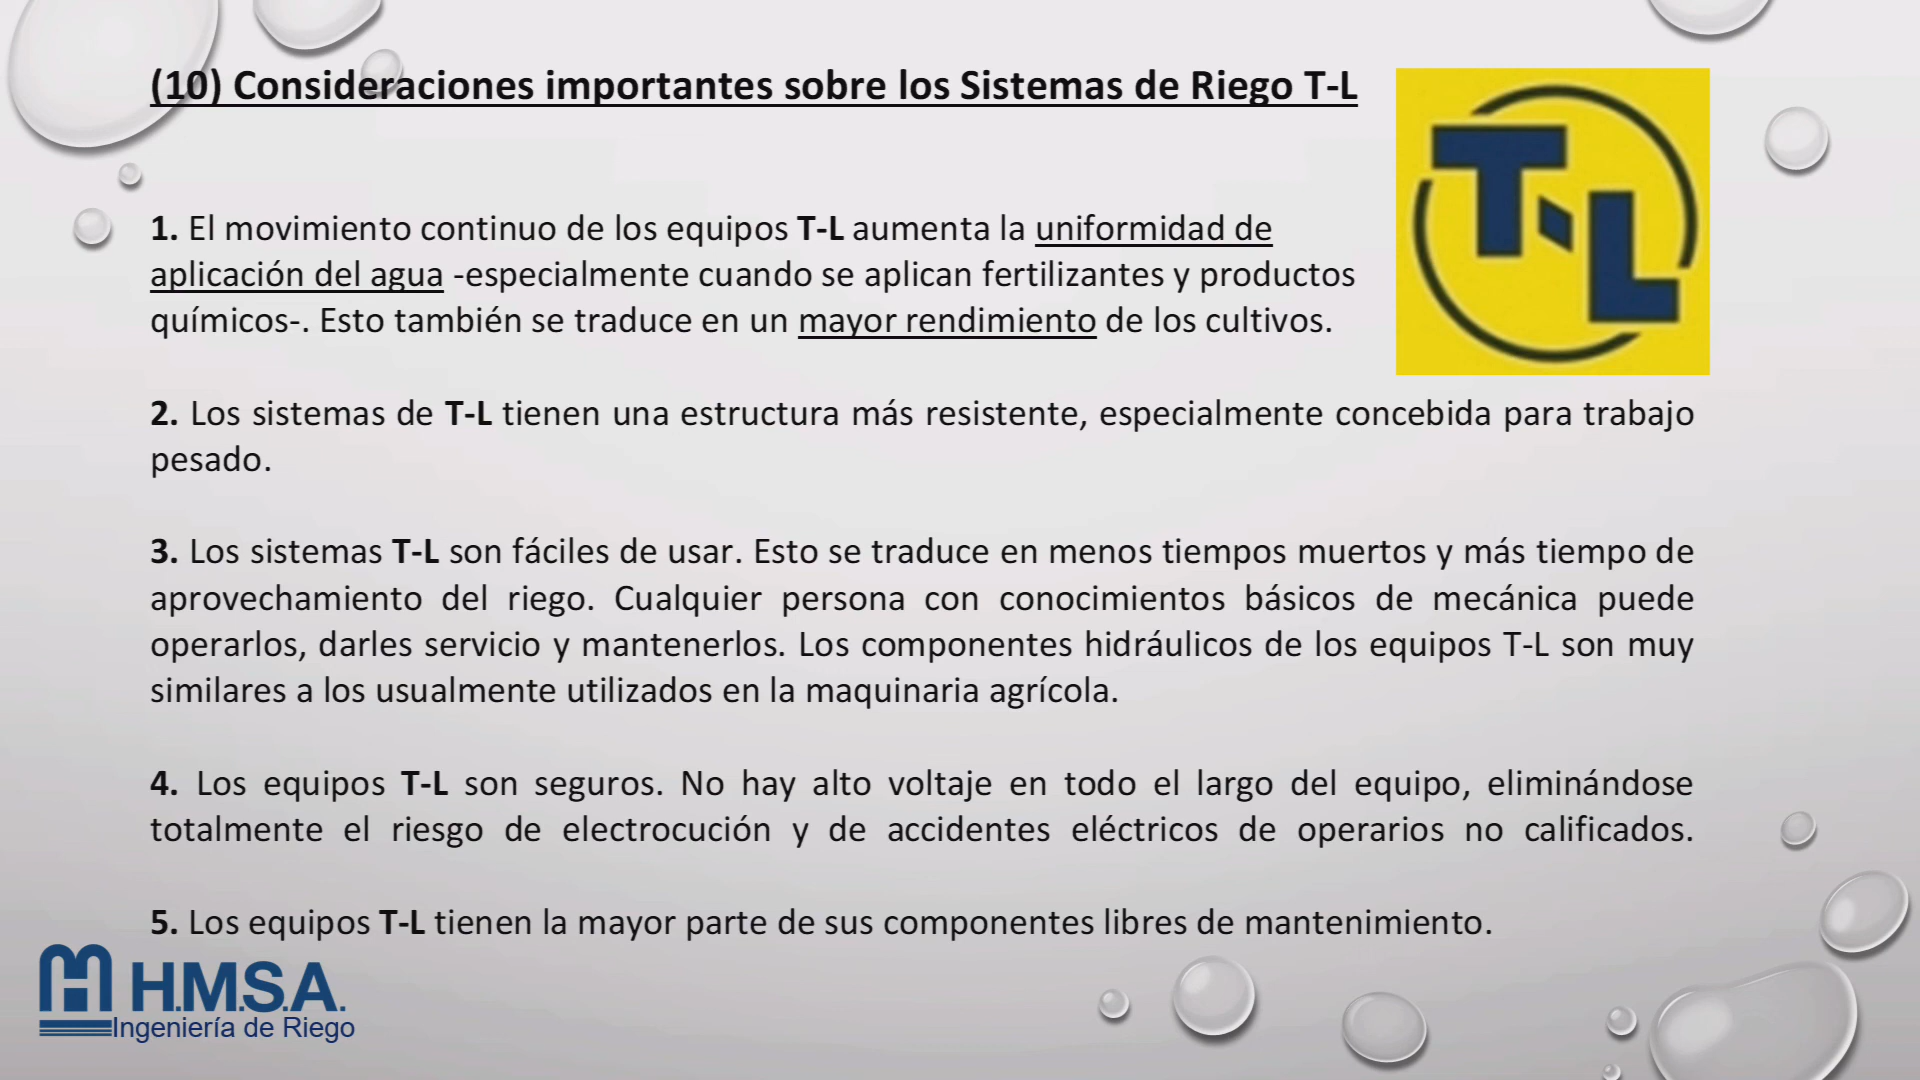 (10) Consideraciones importantes sobre los Sistemas de Riego T-L
T-L
1. El movimiento continuo de los equipos T-L aumenta la uniformidad de
aplicación del agua -especialmente cuando se aplican fertilizantes y productos
químicos-. Esto también se traduce en un mayor rendimiento de los cultivos.
2. Los sistemas de T-L tienen una estructura más resistente, especialmente concebida para trabajo
pesado.
3. Los sistemas T-L son fáciles de usar. Esto se traduce en menos tiempos muertos y más tiempo de
aprovechamiento del riego. Cualquier persona con conocimientos básicos de mecánica puede
operarlos, darles servicio y mantenerlos. Los componentes hidráulicos de los equipos T-L son muy
similares a los usualmente utilizados en la maquinaria agrícola.
4. Los equipos T-L son seguros. No hay alto voltaje en todo el largo del equipo, eliminándose
totalmente el riesgo de electrocución y de accidentes eléctricos de operarios no calificados.
5. Los equipos T-L tienen la mayor parte de sus componentes libres de mantenimiento.
H.M.S.A.
Ingeniería de Riego